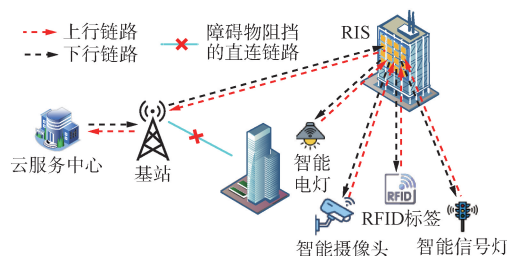 上行链路
下行链路
障碍物阻挡
的直连链路
RIS
云服务中心
基站
智能
电灯
RFID
RFID标签
智能摄像头
智能信号灯